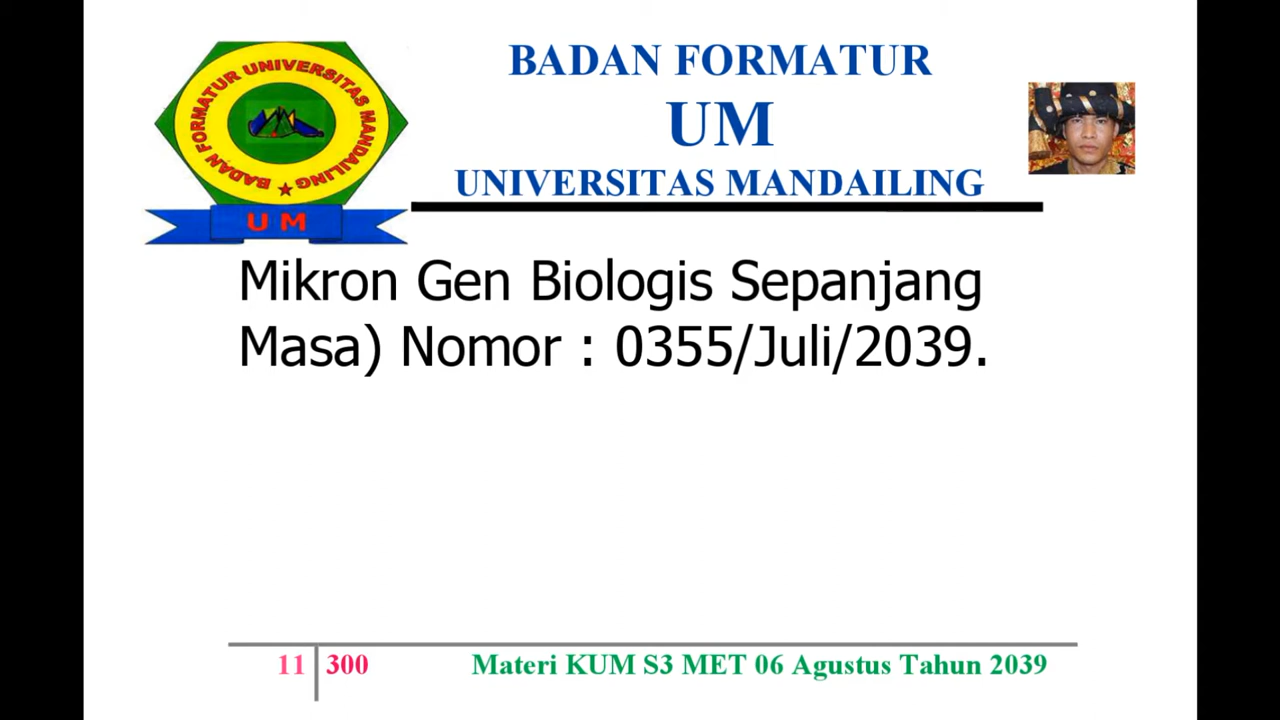 BADAN FORMATUR UNIVERSITAS MANDAILING
U M
BADAN FORMATUR
UM
UNIVERSITAS MANDAILING
Mikron Gen Biologis Sepanjang
Masa) Nomor : 0355/Juli/2039.
11 300
Materi KUM S3 MET 06 Agustus Tahun 2039